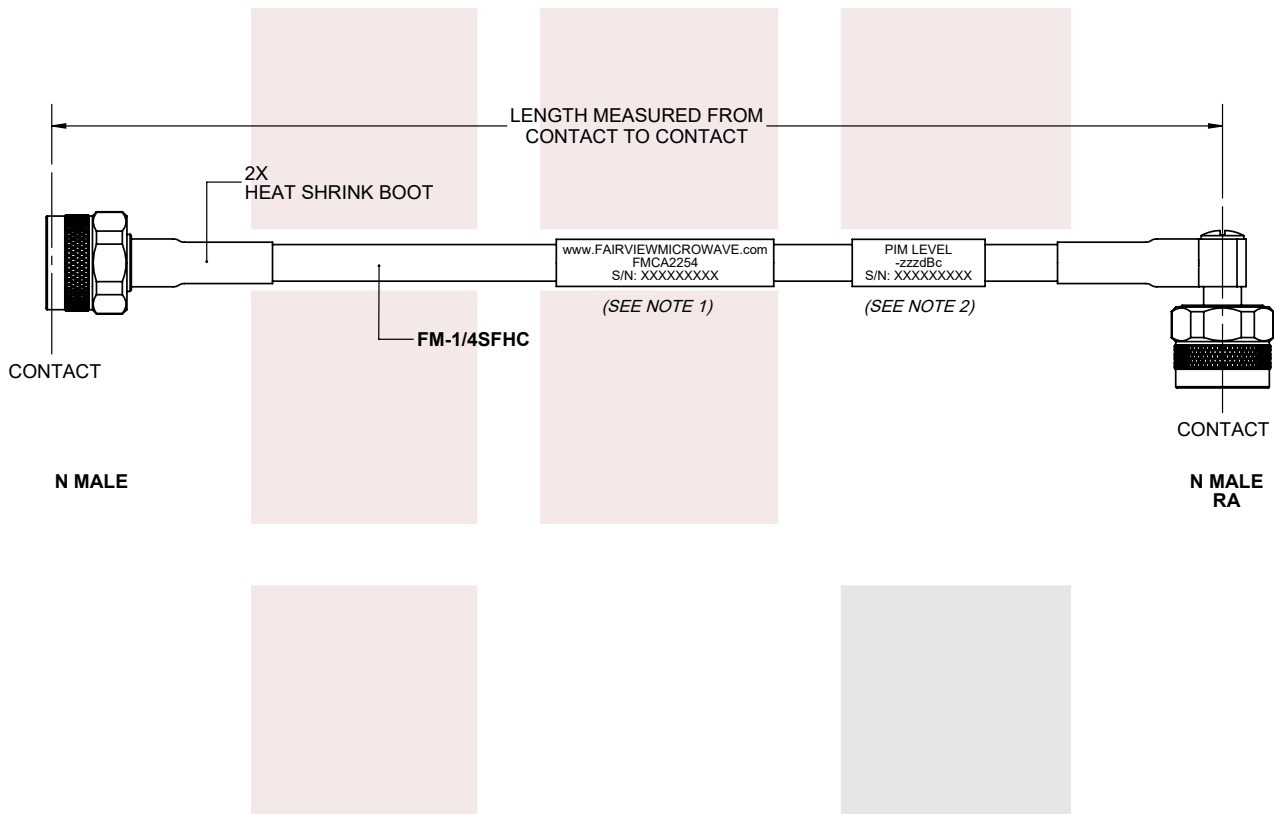 LENGTH MEASURED FROM
CONTACT TO CONTACT
2X
HEAT SHRINK BOOT
www.FAIRVIEWMICROWAVE.com
FMCA2254
S/N: XXXXXXXXX
PIM LEVEL
-zzzdBc
S/N: XXXXXXXXX
(SEE NOTE 1)
(SEE NOTE 2)
FM-1/4SFHC
CONTACT
CONTACT
N MALE
N MALE
RA